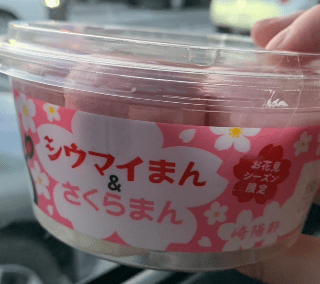 シウマイまん
&
さくらまん
お花見
シーズン
限定
崎陽軒